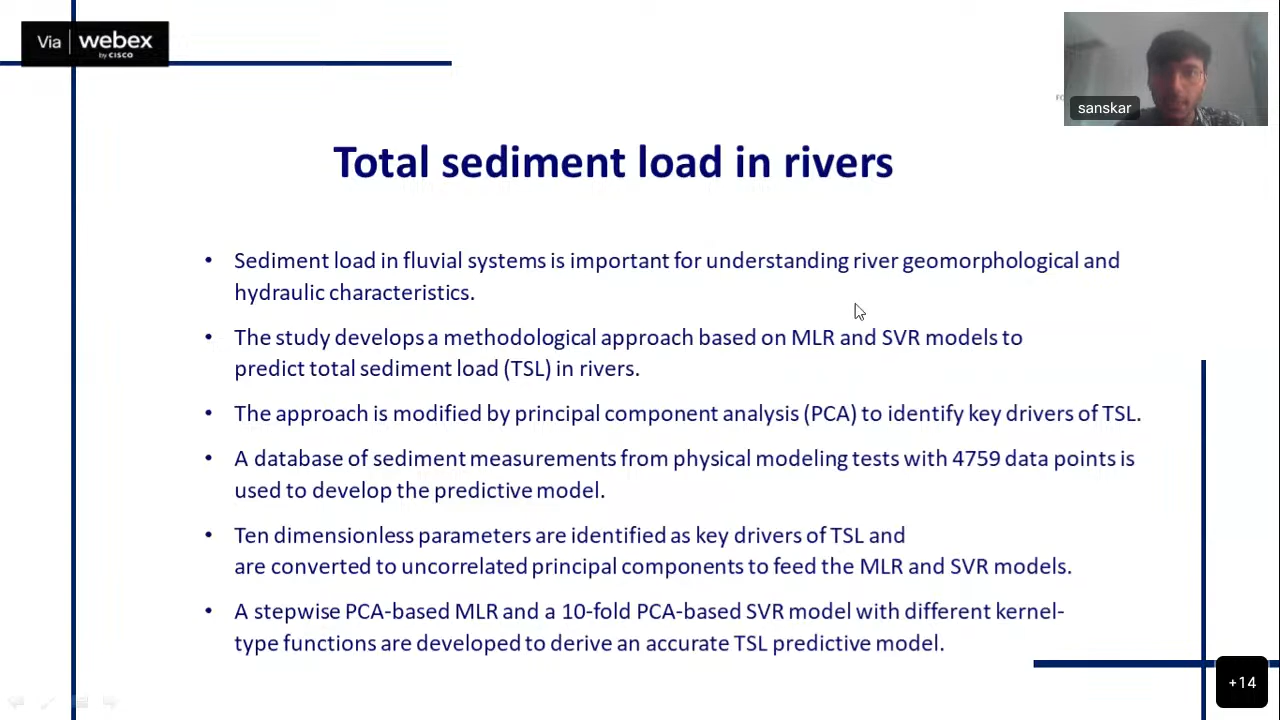 Via webex
by CISCO
sanskar
Total sediment load in rivers
• Sediment load in fluvial systems is important for understanding river geomorphological and
hydraulic characteristics.
• The study develops a methodological approach based on MLR and SVR models to
predict total sediment load (TSL) in rivers.
• The approach is modified by principal component analysis (PCA) to identify key drivers of TSL.
• A database of sediment measurements from physical modeling tests with 4759 data points is
used to develop the predictive model.
• Ten dimensionless parameters are identified as key drivers of TSL and
are converted to uncorrelated principal components to feed the MLR and SVR models.
• A stepwise PCA-based MLR and a 10-fold PCA-based SVR model with different kernel-
type functions are developed to derive an accurate TSL predictive model.
+14